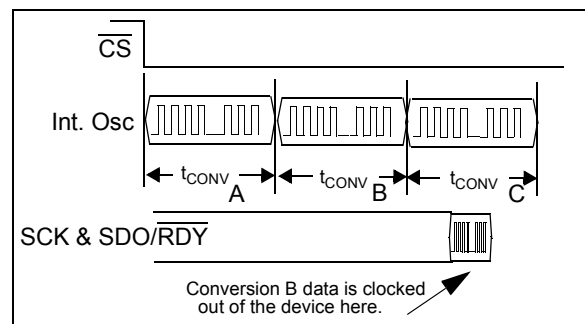 CS
Int. Osc
tCONV A tCONV B tCONV C
SCK & SDO/RDY
Conversion B data is clocked
out of the device here.